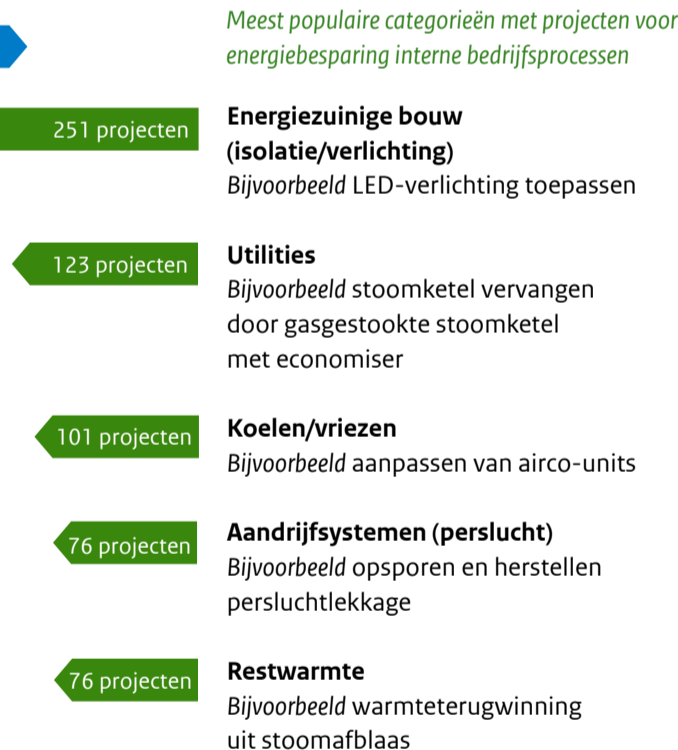 Meest populaire categorieën met projecten voor
energiebesparing interne bedrijfsprocessen
251 projecten
Energiezuinige bouw
(isolatie/verlichting)
Bijvoorbeeld LED-verlichting toepassen
123 projecten
Utilities
Bijvoorbeeld stoomketel vervangen
door gasgestookte stoomketel
met economiser
101 projecten
Koelen/vriezen
Bijvoorbeeld aanpassen van airco-units
76 projecten
Aandrijfsystemen (perslucht)
Bijvoorbeeld opsporen en herstellen
persluchtlekkage
76 projecten
Restwarmte
Bijvoorbeeld warmteterugwinning
uit stoomafblaas